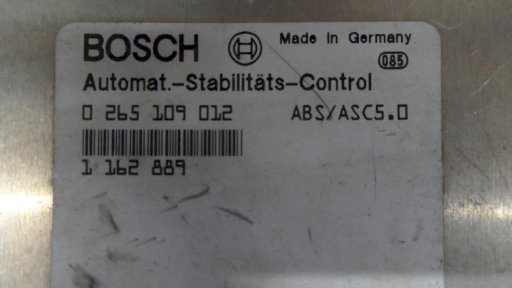 BOSCH Made in Germany
085
Automat.-Stabilitäts-Control
0 265 109 012 ABS/ASC5.0
1 162 889